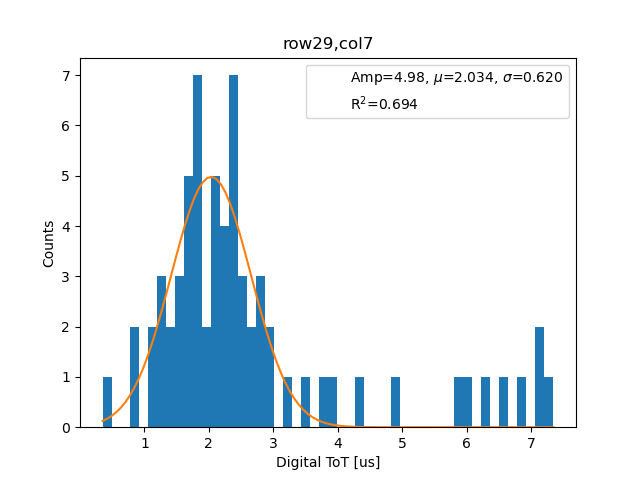 row29,col7
Amp=4.98, μ=2.034, σ=0.620
R²=0.694
7
6
5
4
3
2
1
0
Counts
1 2 3 4 5 6 7
Digital ToT [us]